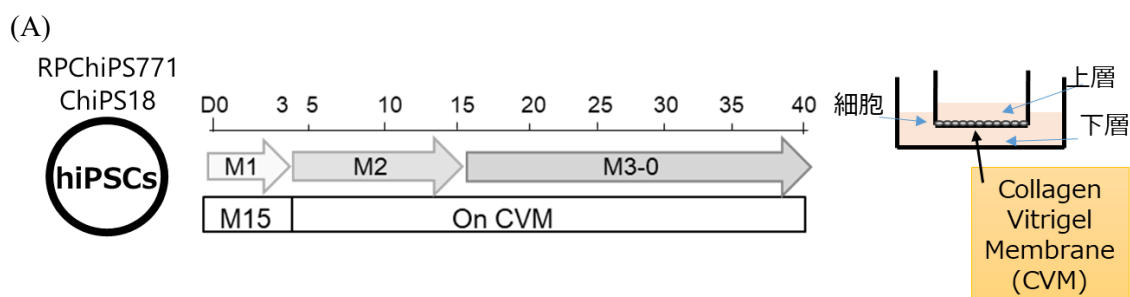 (A)
RPChiPS771
ChiPS18
hiPSCs
D0 3 5 10 15 20 25 30 35 40
M1 M2 M3-0
M15 On CVM
細胞
上層
下層
Collagen
Vitrigel
Membrane
(CVM)